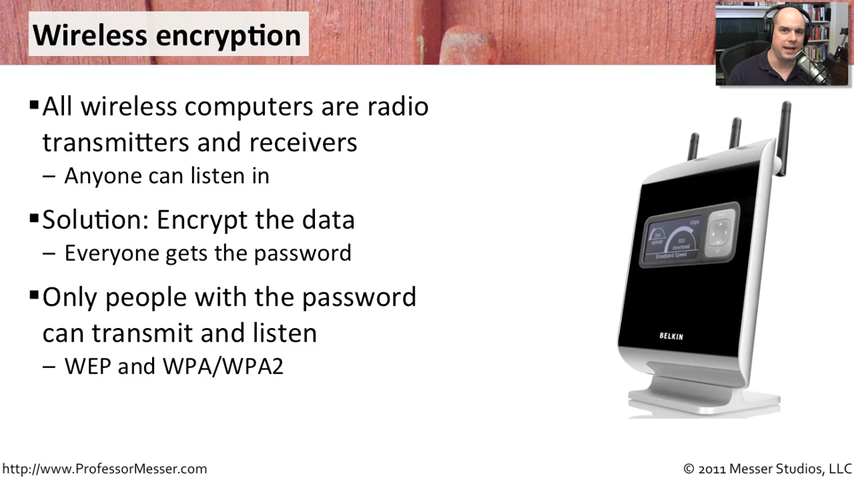 Wireless encryption
▪All wireless computers are radio
transmitters and receivers
– Anyone can listen in
▪Solution: Encrypt the data
– Everyone gets the password
▪Only people with the password
can transmit and listen
– WEP and WPA/WPA2
BELKIN
http://www.ProfessorMesser.com
© 2011 Messer Studios, LLC